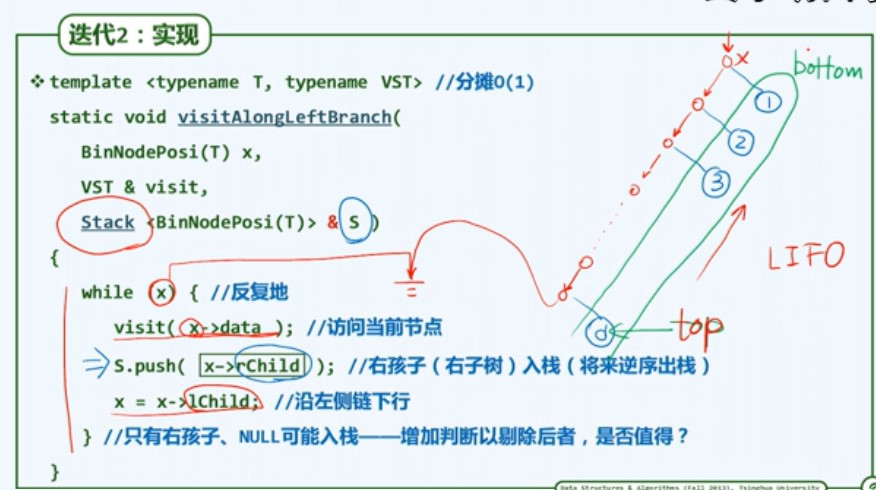 迭代2：实现
❖ template <typename T, typename VST> //分摊O(1)
static void visitAlongLeftBranch(
BinNodePosi(T) x,
VST & visit,
Stack <BinNodePosi(T)> & S )
{
while (x) { //反复地
visit( x->data ); //访问当前节点
S.push( x->rChild ); //右孩子（右子树）入栈（将来逆序出栈）
x = x->lChild; //沿左侧链下行
} //只有右孩子、NULL可能入栈——增加判断以剔除后者，是否值得？
}
x
bottom
1
2
3
d
top
LIFO
Data Structures & Algorithms (Fall 2013), Tsinghua University